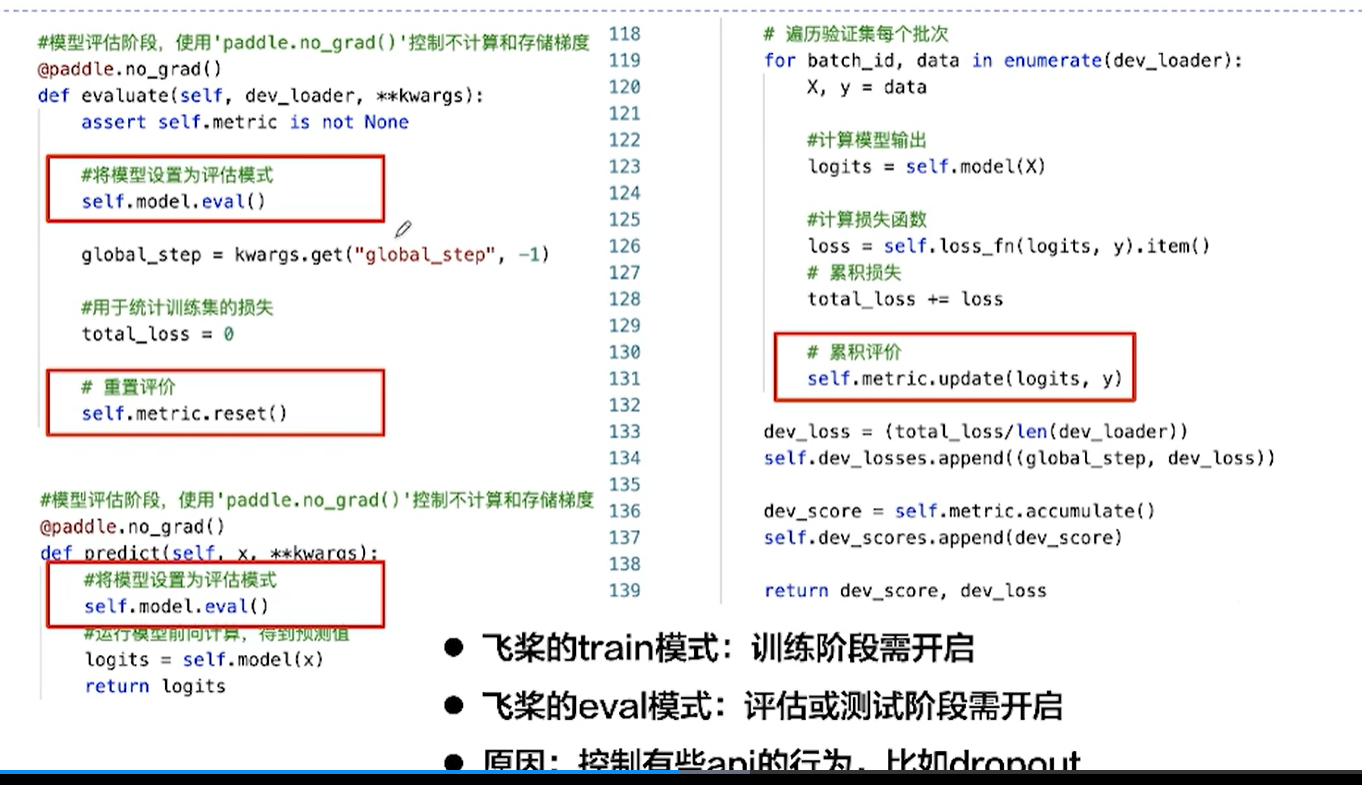 #模型评估阶段，使用'paddle.no_grad()'控制不计算和存储梯度
@paddle.no_grad()
def evaluate(self, dev_loader, **kwargs):
assert self.metric is not None
#将模型设置为评估模式
self.model.eval()
global_step = kwargs.get("global_step", -1)
#用于统计训练集的损失
total_loss = 0
# 重置评价
self.metric.reset()
#模型评估阶段，使用'paddle.no_grad()'控制不计算和存储梯度
@paddle.no_grad()
def predict(self, x, **kwargs):
#将模型设置为评估模式
self.model.eval()
#运行模型前向计算，得到预测值
logits = self.model(x)
return logits
118 # 遍历验证集每个批次
119 for batch_id, data in enumerate(dev_loader):
120 X, y = data
121
122 #计算模型输出
123 logits = self.model(X)
124
125 #计算损失函数
126 loss = self.loss_fn(logits, y).item()
127 # 累积损失
128 total_loss += loss
129
130 # 累积评价
131 self.metric.update(logits, y)
132
133 dev_loss = (total_loss/len(dev_loader))
134 self.dev_losses.append((global_step, dev_loss))
135
136 dev_score = self.metric.accumulate()
137 self.dev_scores.append(dev_score)
138
139 return dev_score, dev_loss
● 飞桨的train模式：训练阶段需开启
● 飞桨的eval模式：评估或测试阶段需开启
● 原因：控制有些api的行为，比如dropout